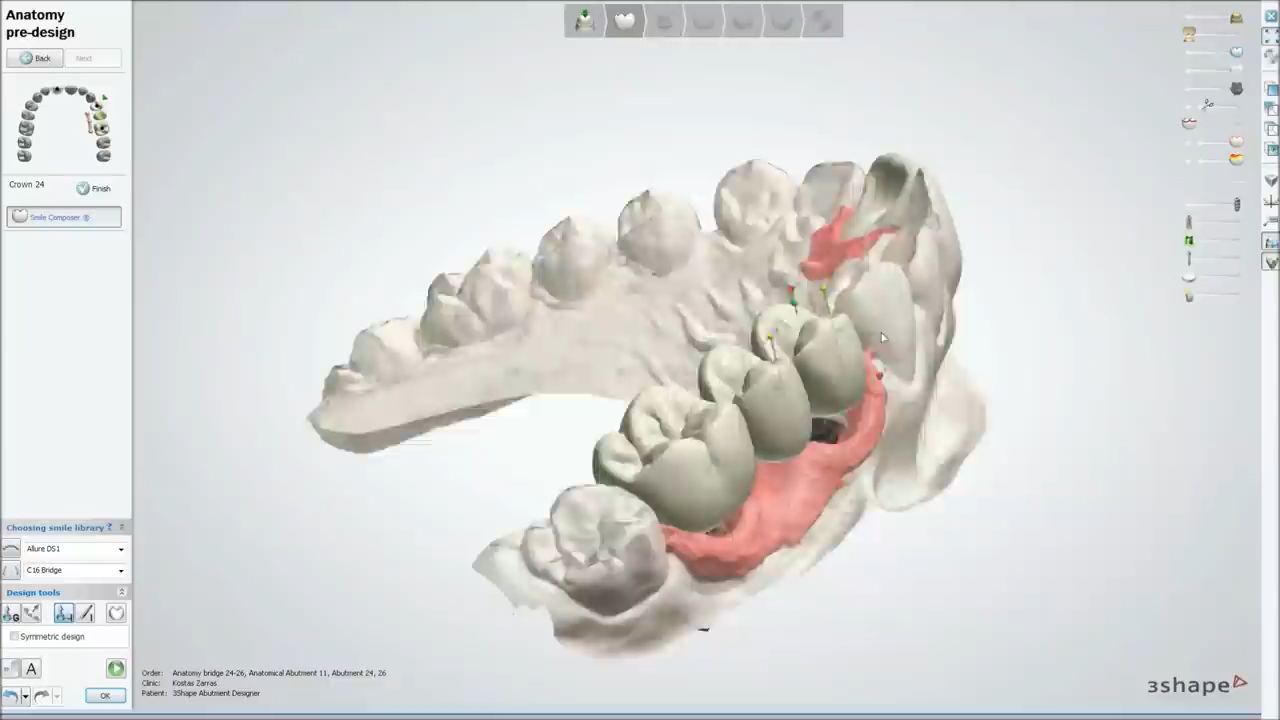 Anatomy
pre-design
Back
Next
Crown 24
Finish
Smile Composer ®
Choosing smile library ?
Allure DS1
C16 Bridge
Design tools
Symmetric design
A
OK
Order: Anatomy bridge 24-26, Anatomical Abutment 11, Abutment 24, 26
Clinic: Kostas Zarras
Patient: 3Shape Abutment Designer
3shape